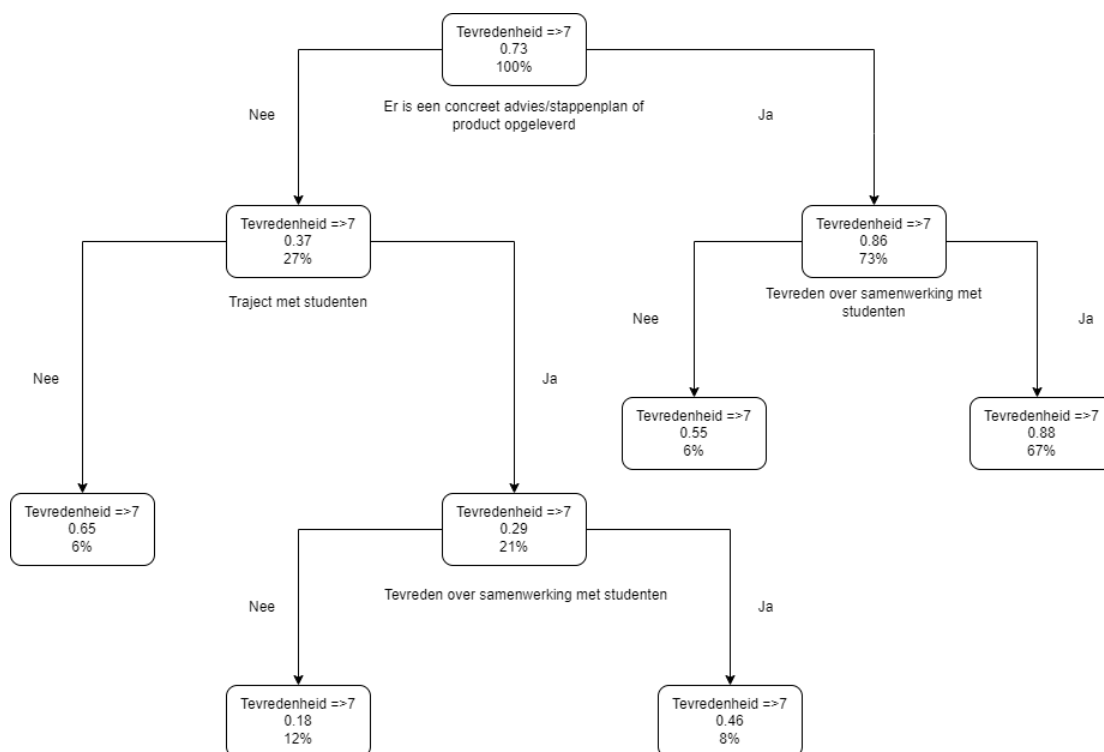 Tevredenheid =>7
0.73
100%
Er is een concreet advies/stappenplan of
product opgeleverd
Nee
Ja
Tevredenheid =>7
0.37
27%
Tevredenheid =>7
0.86
73%
Traject met studenten
Tevreden over samenwerking met
studenten
Nee
Ja
Nee
Ja
Tevredenheid =>7
0.55
6%
Tevredenheid =>7
0.88
67%
Tevredenheid =>7
0.65
6%
Tevredenheid =>7
0.29
21%
Tevreden over samenwerking met studenten
Nee
Ja
Tevredenheid =>7
0.18
12%
Tevredenheid =>7
0.46
8%